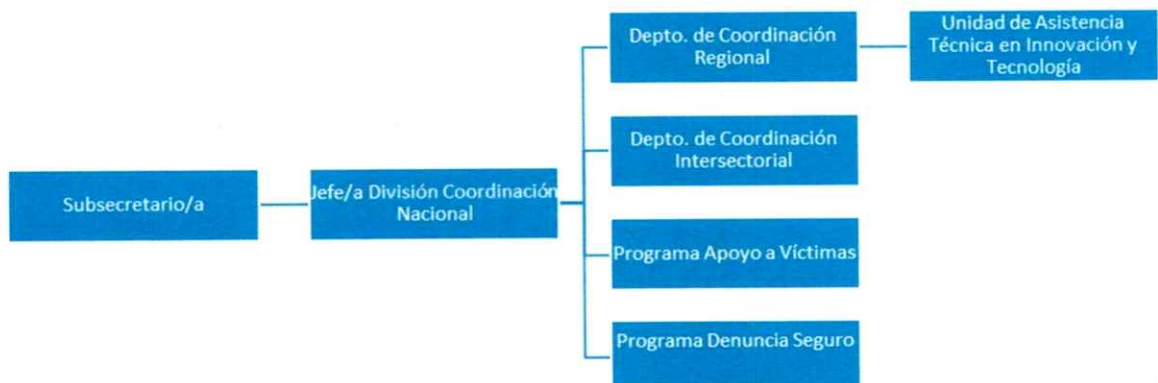 Depto. de Coordinación
Regional
Unidad de Asistencia
Técnica en Innovación y
Tecnología
Depto. de Coordinación
Intersectorial
Subsecretario/a
Jefe/a División Coordinación
Nacional
Programa Apoyo a Víctimas
Programa Denuncia Seguro